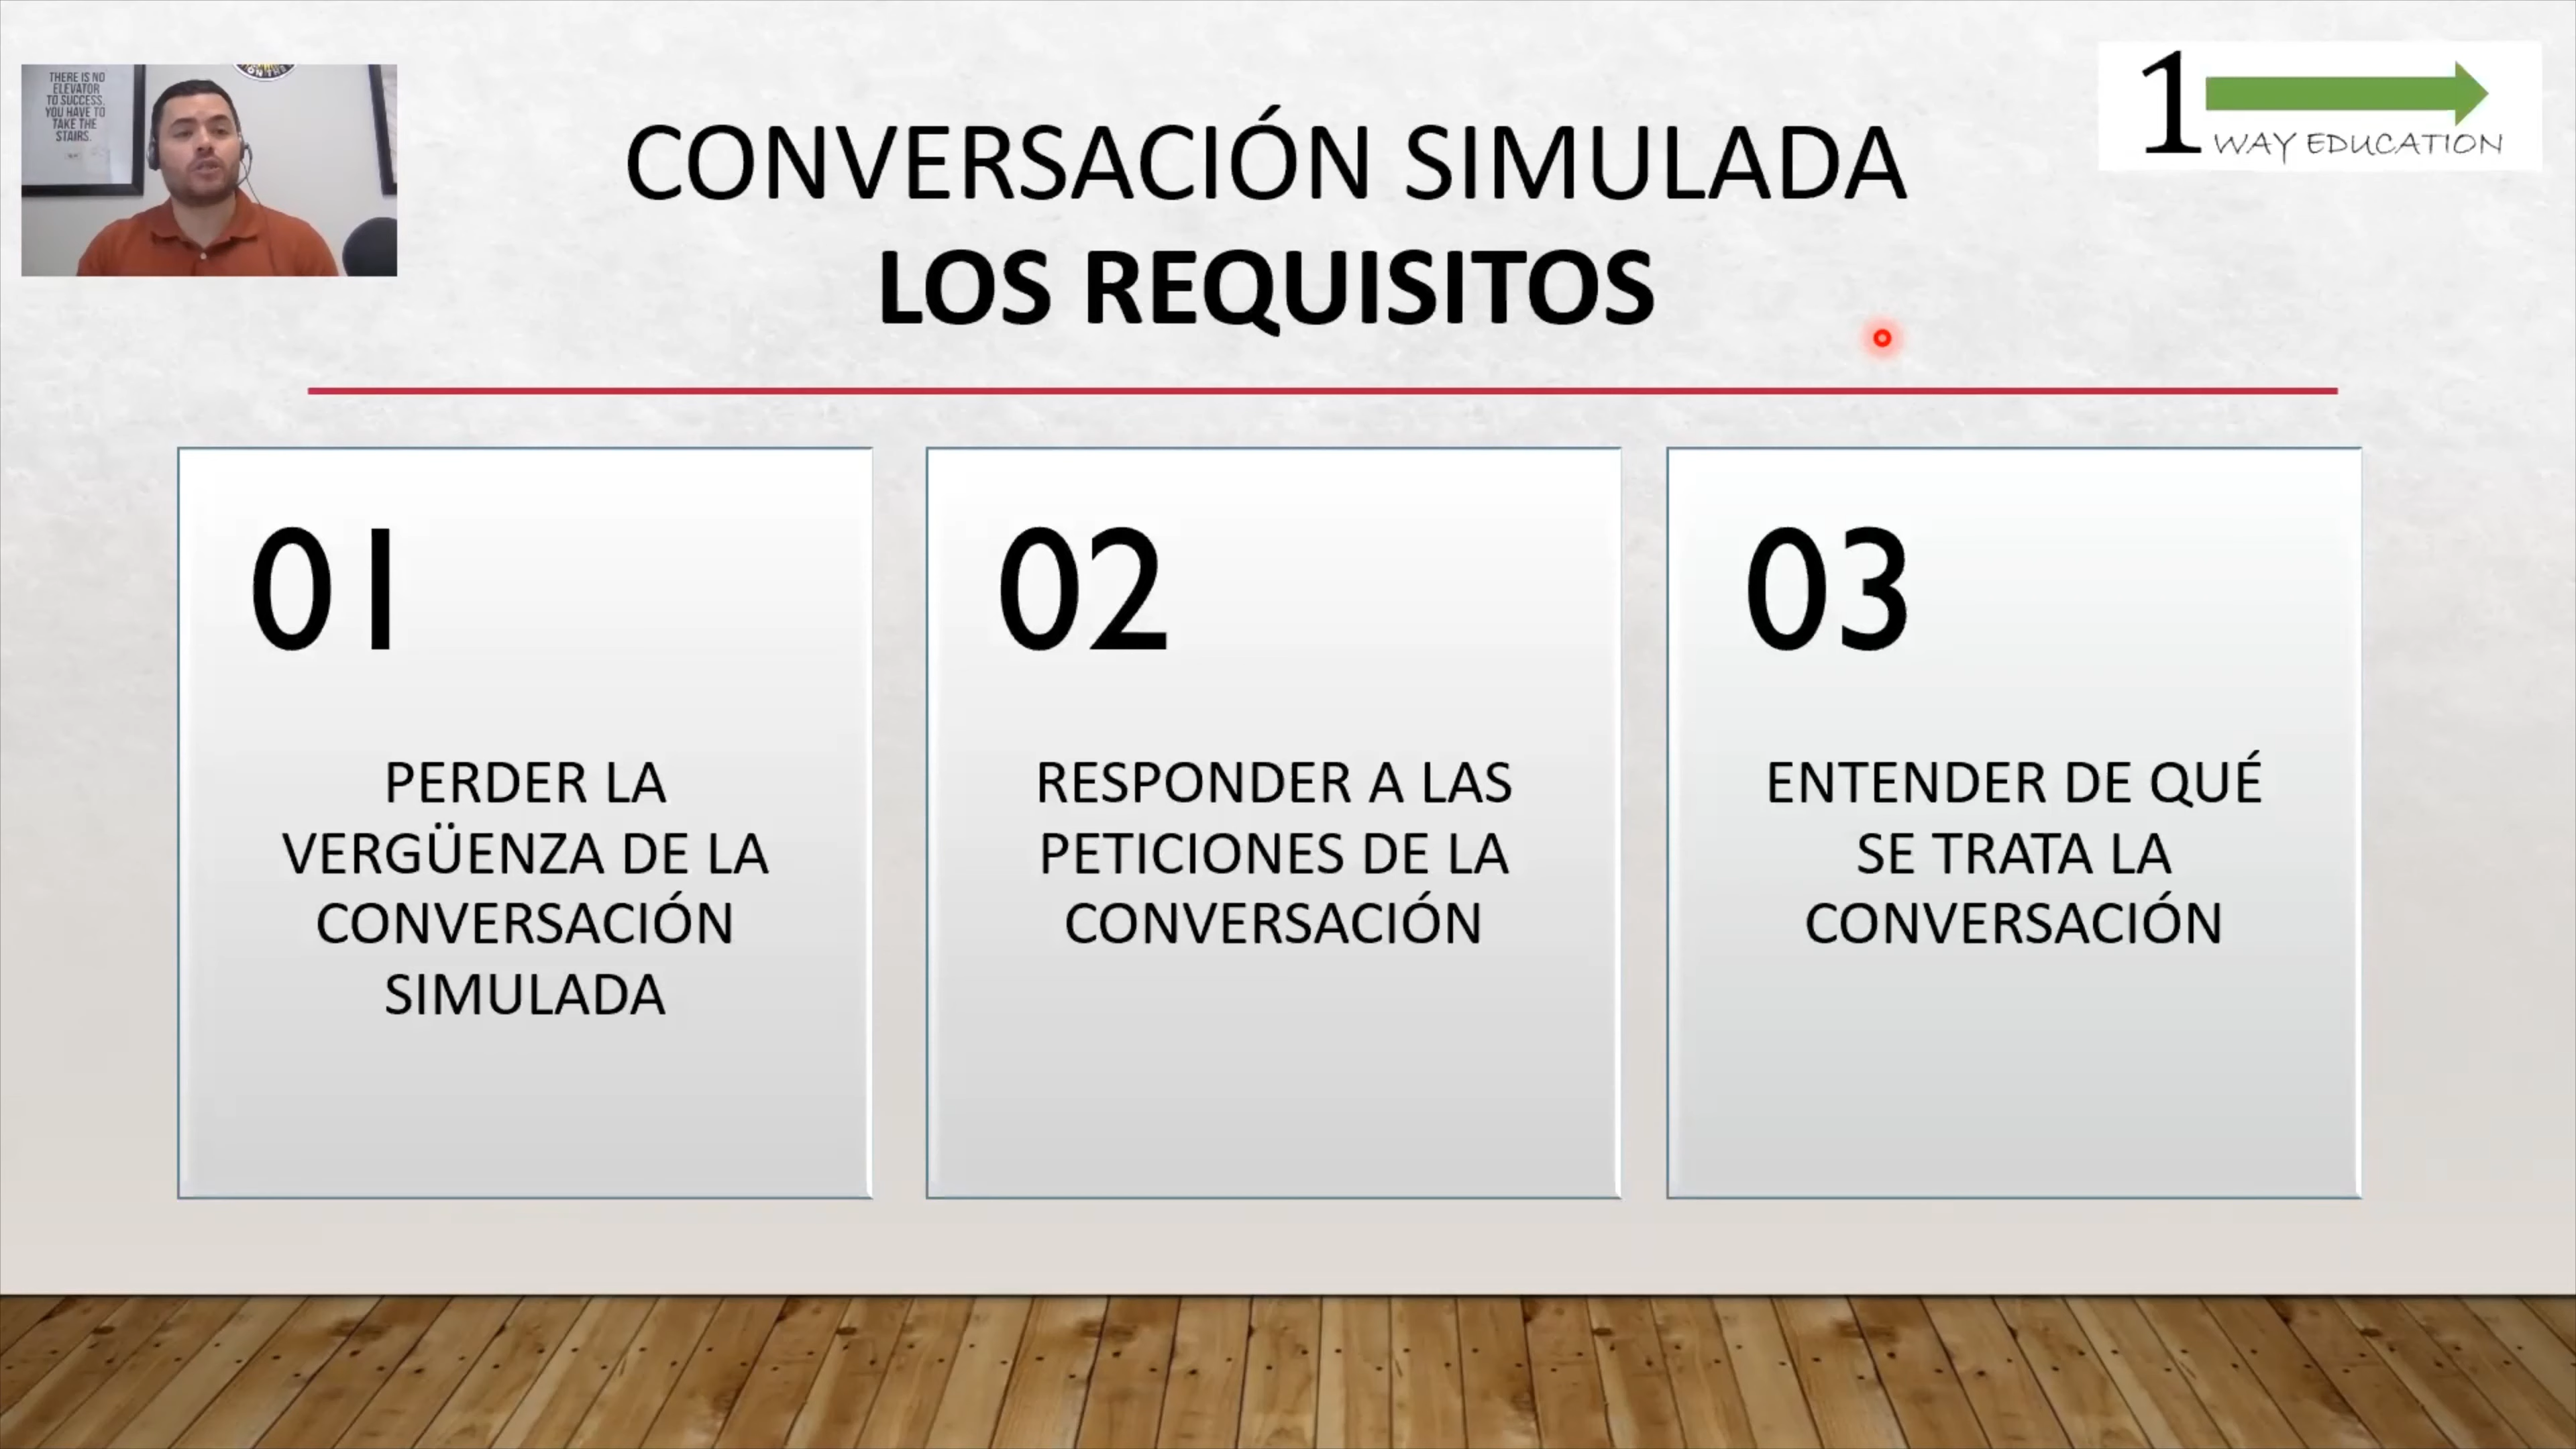 THERE IS NO
ELEVATOR
TO SUCCESS.
YOU HAVE TO
TAKE THE
STAIRS.
ON THE
1 WAY EDUCATION
CONVERSACIÓN SIMULADA
LOS REQUISITOS
01
PERDER LA
VERGÜENZA DE LA
CONVERSACIÓN
SIMULADA
02
RESPONDER A LAS
PETICIONES DE LA
CONVERSACIÓN
03
ENTENDER DE QUÉ
SE TRATA LA
CONVERSACIÓN